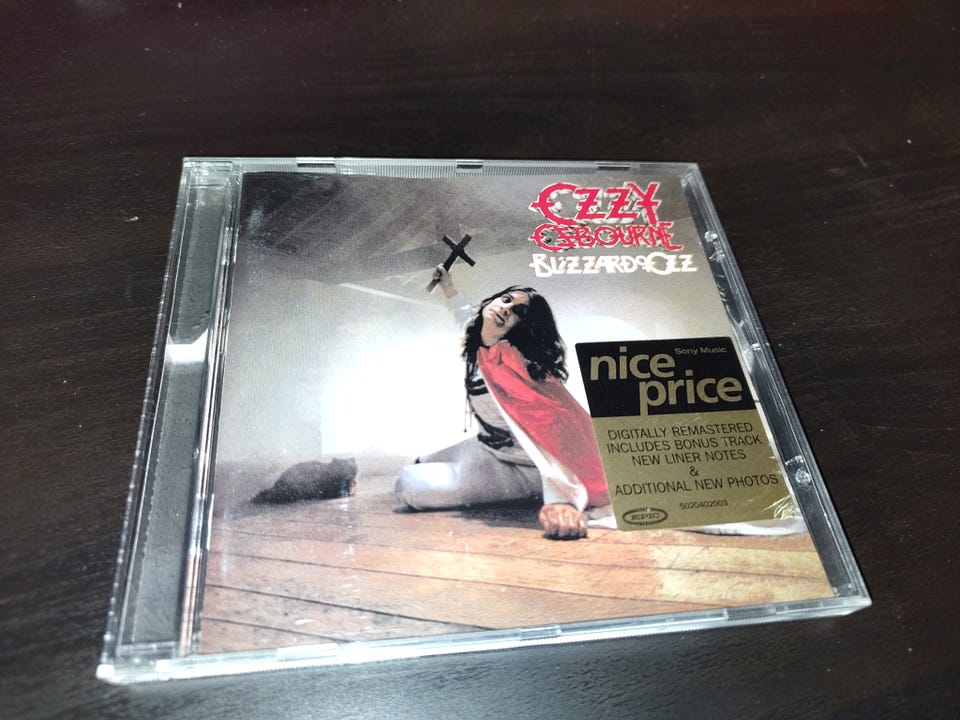 OZZY
OSBOURNE
BLIZZARD OF OZZ
Sony Music
nice
price
DIGITALLY REMASTERED
INCLUDES BONUS TRACK
NEW LINER NOTES
&
ADDITIONAL NEW PHOTOS
5020402003
EPIC